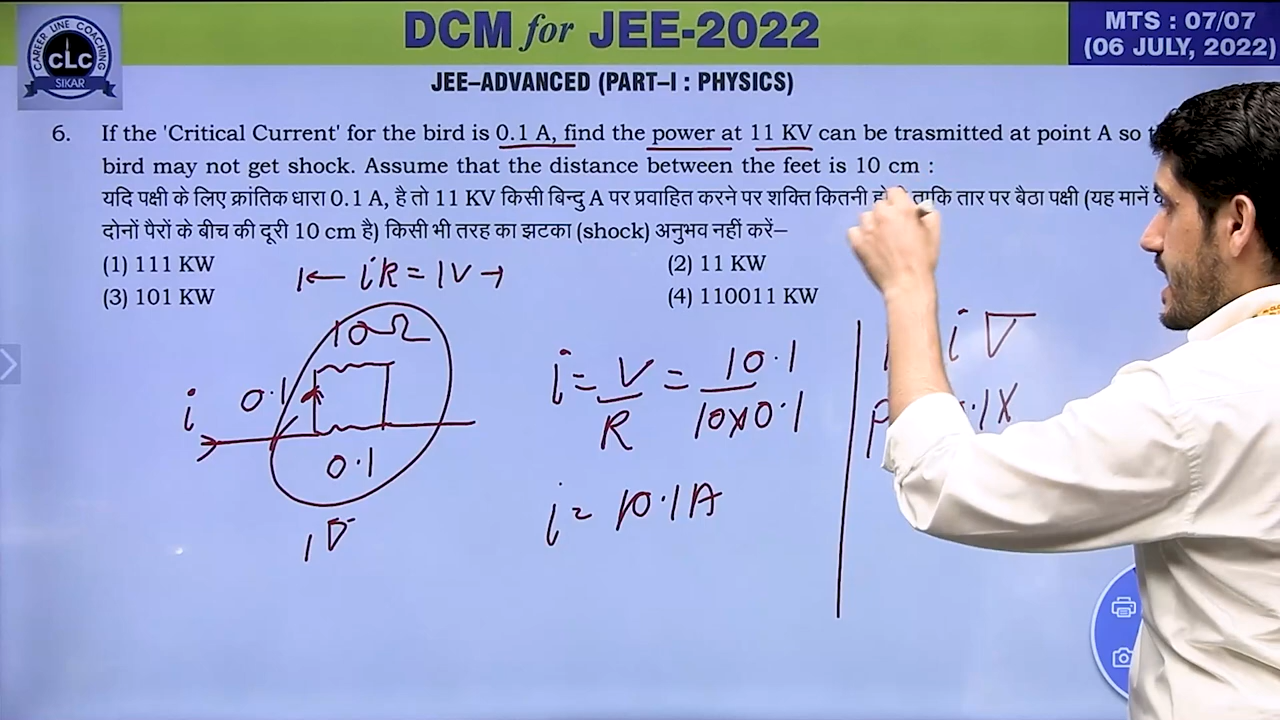 CAREER LINE COACHING
CLC
SIKAR
DCM for JEE-2022
MTS : 07/07
(06 JULY, 2022)
JEE–ADVANCED (PART–I : PHYSICS)
6. If the 'Critical Current' for the bird is 0.1 A, find the power at 11 KV can be trasmitted at point A so
bird may not get shock. Assume that the distance between the feet is 10 cm :
यदि पक्षी के लिए क्रांतिक धारा 0.1 A, है तो 11 KV किसी बिन्दु A पर प्रवाहित करने पर शक्ति कितनी ताकि तार पर बैठा पक्षी (यह मानें
दोनों पैरों के बीच की दूरी 10 cm है) किसी भी तरह का झटका (shock) अनुभव नहीं करें–
(1) 111 KW (2) 11 KW
(3) 101 KW (4) 110011 KW
iR = 1V
10Ω
i 0.1
0.1
1V
i = V/R = 10.1/10×0.1
i = 10.1A
iV
P .1X